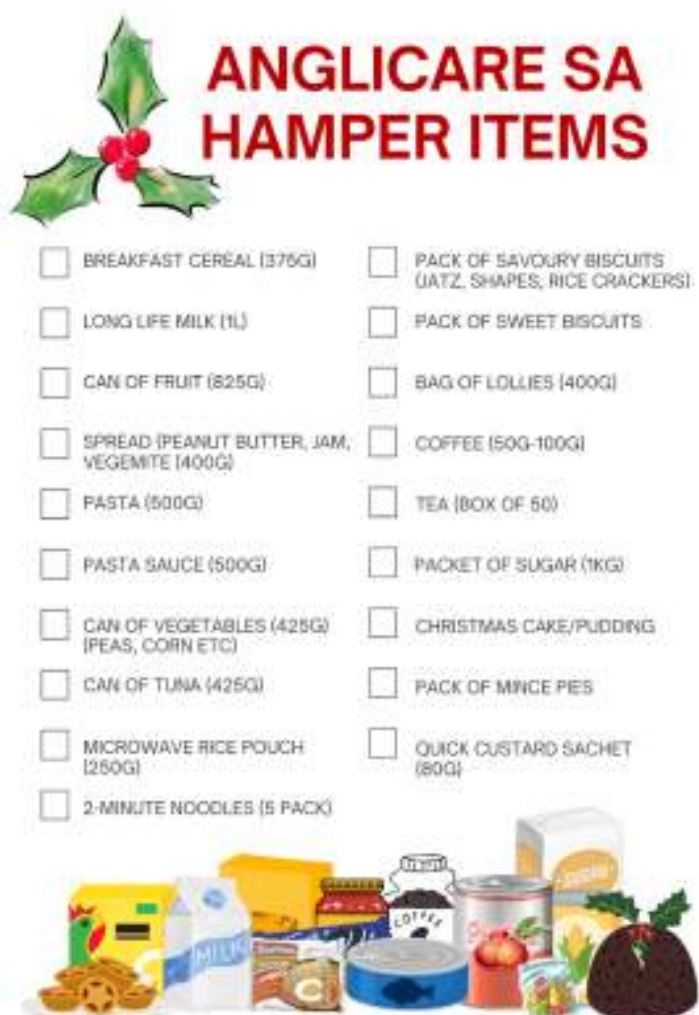 ANGLICARE SA
HAMPER ITEMS
BREAKFAST CEREAL (375G)
LONG LIFE MILK (1L)
CAN OF FRUIT (825G)
SPREAD (PEANUT BUTTER, JAM,
VEGEMITE (400G)
PASTA (500G)
PASTA SAUCE (500G)
CAN OF VEGETABLES (425G)
(PEAS, CORN ETC)
CAN OF TUNA (425G)
MICROWAVE RICE POUCH
(250G)
2-MINUTE NOODLES (5 PACK)
PACK OF SAVOURY BISCUITS
(JATZ, SHAPES, RICE CRACKERS)
PACK OF SWEET BISCUITS
BAG OF LOLLIES (400G)
COFFEE (50G-100G)
TEA (BOX OF 50)
PACKET OF SUGAR (1KG)
CHRISTMAS CAKE/PUDDING
PACK OF MINCE PIES
QUICK CUSTARD SACHET
(80G)
MILK
COFFEE